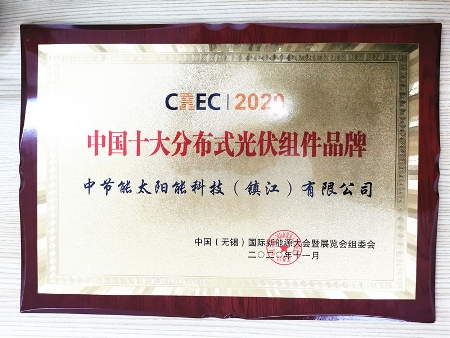 CREC | 2020
中国十大分布式光伏组件品牌
中节能太阳能科技（镇江）有限公司
中国（无锡）国际新能源大会暨展览会组委会
二〇二〇年十一月